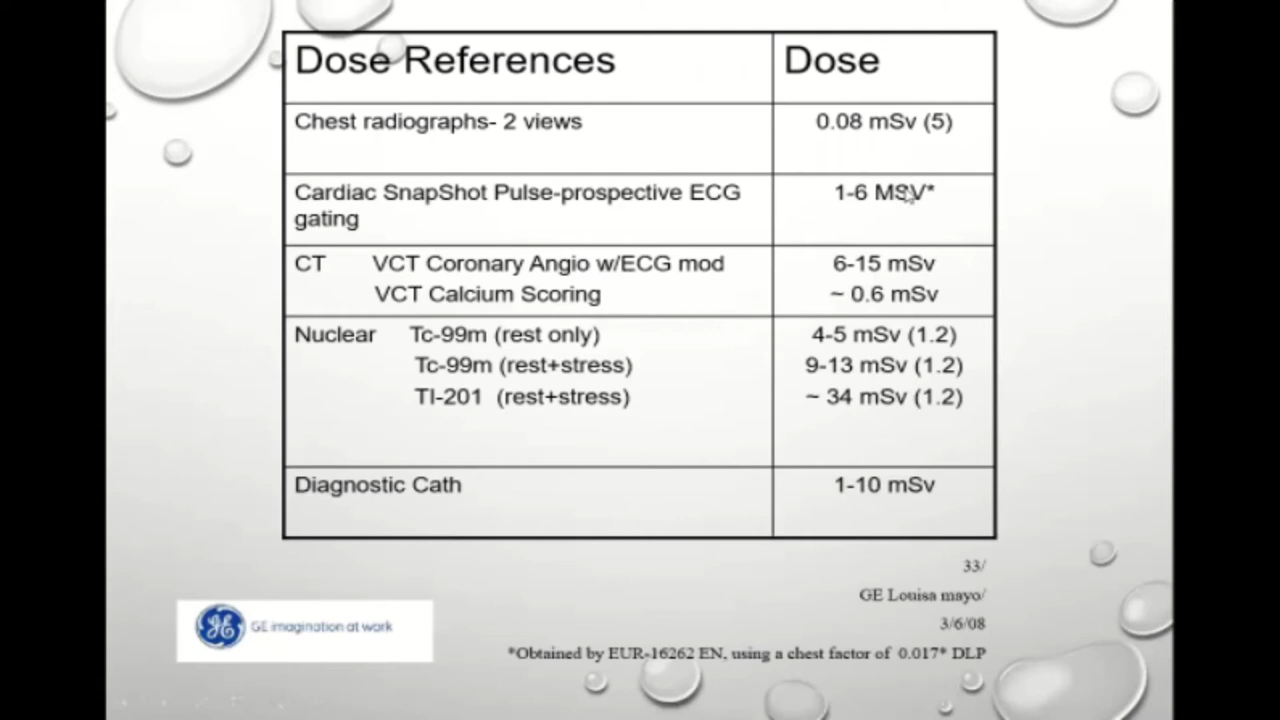 Dose References Dose
Chest radiographs- 2 views 0.08 mSv (5)
Cardiac SnapShot Pulse-prospective ECG 1-6 MSV*
gating
CT VCT Coronary Angio w/ECG mod 6-15 mSv
VCT Calcium Scoring ~ 0.6 mSv
Nuclear Tc-99m (rest only) 4-5 mSv (1.2)
Tc-99m (rest+stress) 9-13 mSv (1.2)
Tl-201 (rest+stress) ~ 34 mSv (1.2)
Diagnostic Cath 1-10 mSv
33/
GE Louisa mayo/
3/6/08
*Obtained by EUR-16262 EN, using a chest factor of 0.017* DLP
GE GE imagination at work